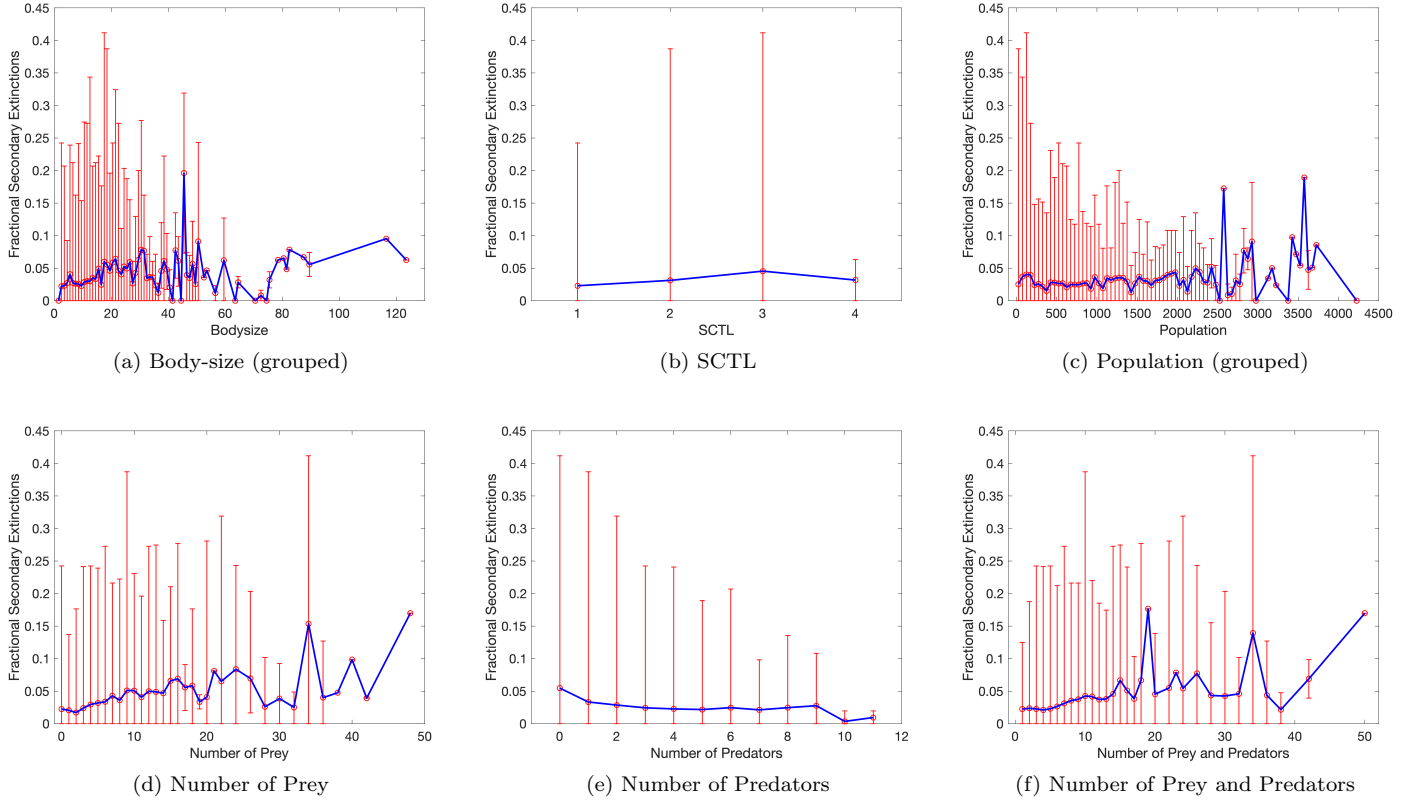 0.45
0.4
0.35
0.3
0.25
0.2
0.15
0.1
0.05
0
Fractional Secondary Extinctions
0 20 40 60 80 100 120
Bodysize
(a) Body-size (grouped)
0.45
0.4
0.35
0.3
0.25
0.2
0.15
0.1
0.05
0
Fractional Secondary Extinctions
1 2 3 4
SCTL
(b) SCTL
0.45
0.4
0.35
0.3
0.25
0.2
0.15
0.1
0.05
0
Fractional Secondary Extinctions
0 500 1000 1500 2000 2500 3000 3500 4000 4500
Population
(c) Population (grouped)
0.45
0.4
0.35
0.3
0.25
0.2
0.15
0.1
0.05
0
Fractional Secondary Extinctions
0 10 20 30 40 50
Number of Prey
(d) Number of Prey
0.45
0.4
0.35
0.3
0.25
0.2
0.15
0.1
0.05
0
Fractional Secondary Extinctions
0 2 4 6 8 10 12
Number of Predators
(e) Number of Predators
0.45
0.4
0.35
0.3
0.25
0.2
0.15
0.1
0.05
0
Fractional Secondary Extinctions
0 10 20 30 40 50
Number of Prey and Predators
(f) Number of Prey and Predators